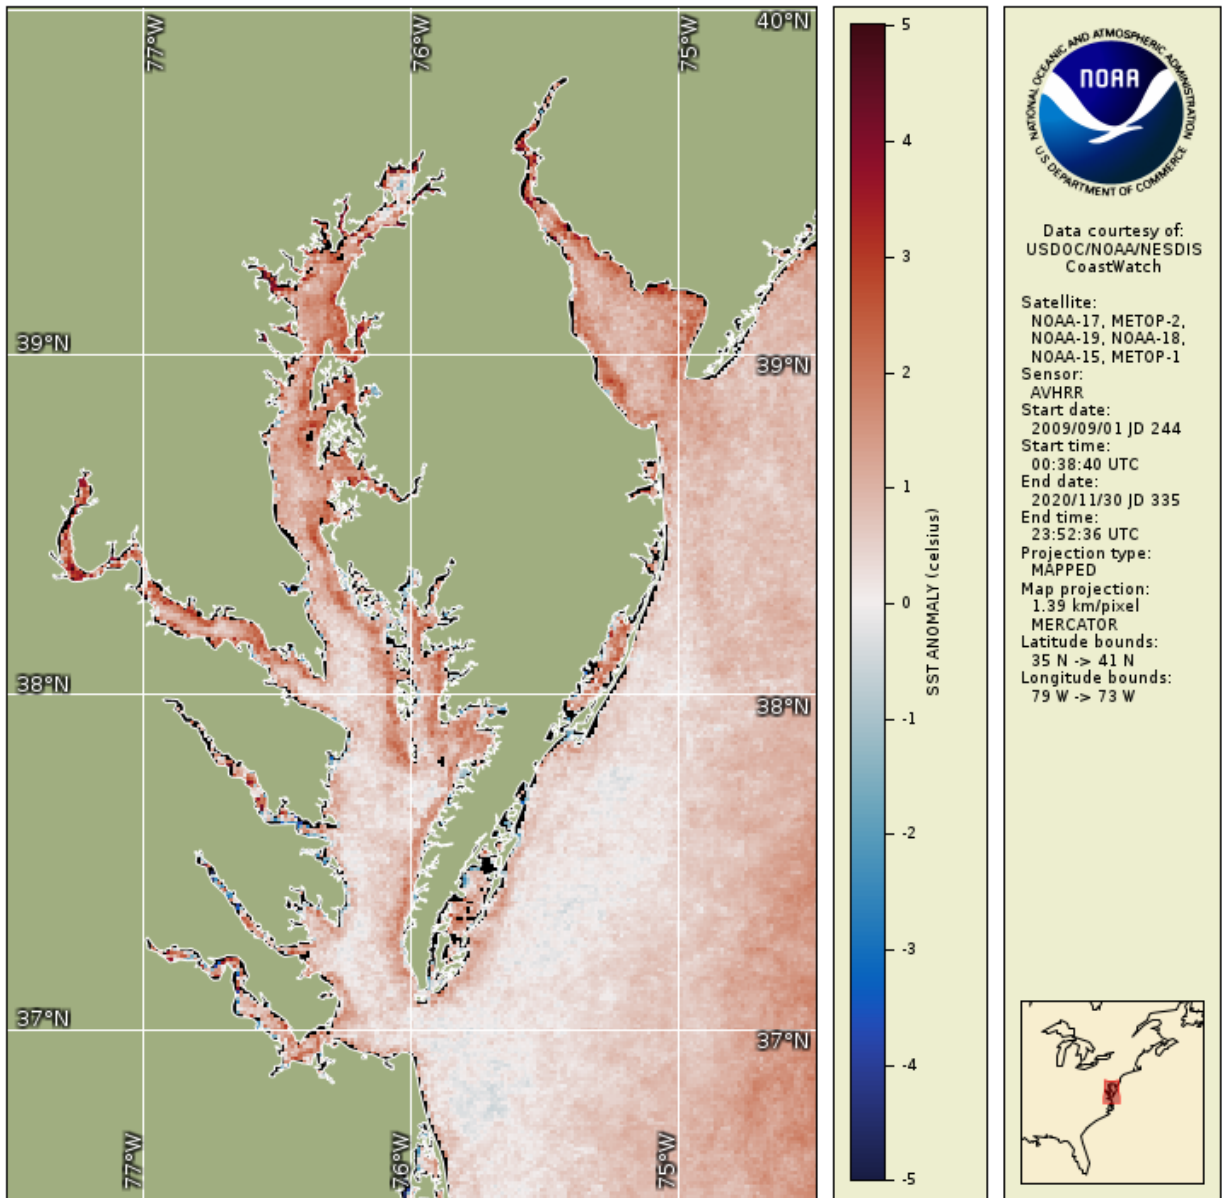 77°W
76°W
75°W
40°N
39°N
39°N
38°N
38°N
37°N
37°N
77°W
76°W
75°W
5
4
3
2
1
0
-1
-2
-3
-4
-5
SST ANOMALY (celsius)
NATIONAL OCEANIC AND ATMOSPHERIC ADMINISTRATION
NOAA
U.S. DEPARTMENT OF COMMERCE
Data courtesy of:
USDOC/NOAA/NESDIS
CoastWatch
Satellite:
NOAA-17, METOP-2,
NOAA-19, NOAA-18,
NOAA-15, METOP-1
Sensor:
AVHRR
Start date:
2009/09/01 JD 244
Start time:
00:38:40 UTC
End date:
2020/11/30 JD 335
End time:
23:52:36 UTC
Projection type:
MAPPED
Map projection:
1.39 km/pixel
MERCATOR
Latitude bounds:
35 N -> 41 N
Longitude bounds:
79 W -> 73 W